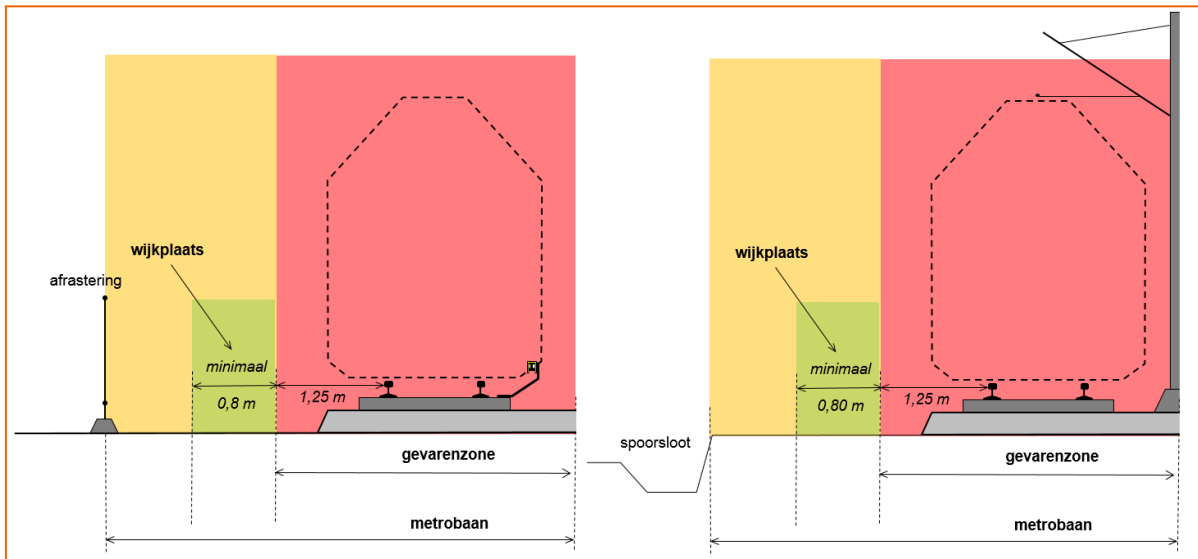 wijkplaats
afrastering
minimaal
0,8 m
1,25 m
gevarenzone
metrobaan
wijkplaats
minimaal
0,80 m
1,25 m
spoorsloot
gevarenzone
metrobaan